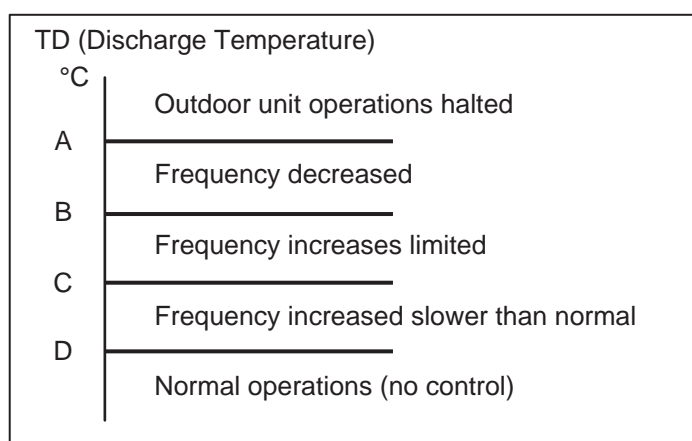 TD (Discharge Temperature)
°C
Outdoor unit operations halted
A
Frequency decreased
B
Frequency increases limited
C
Frequency increased slower than normal
D
Normal operations (no control)